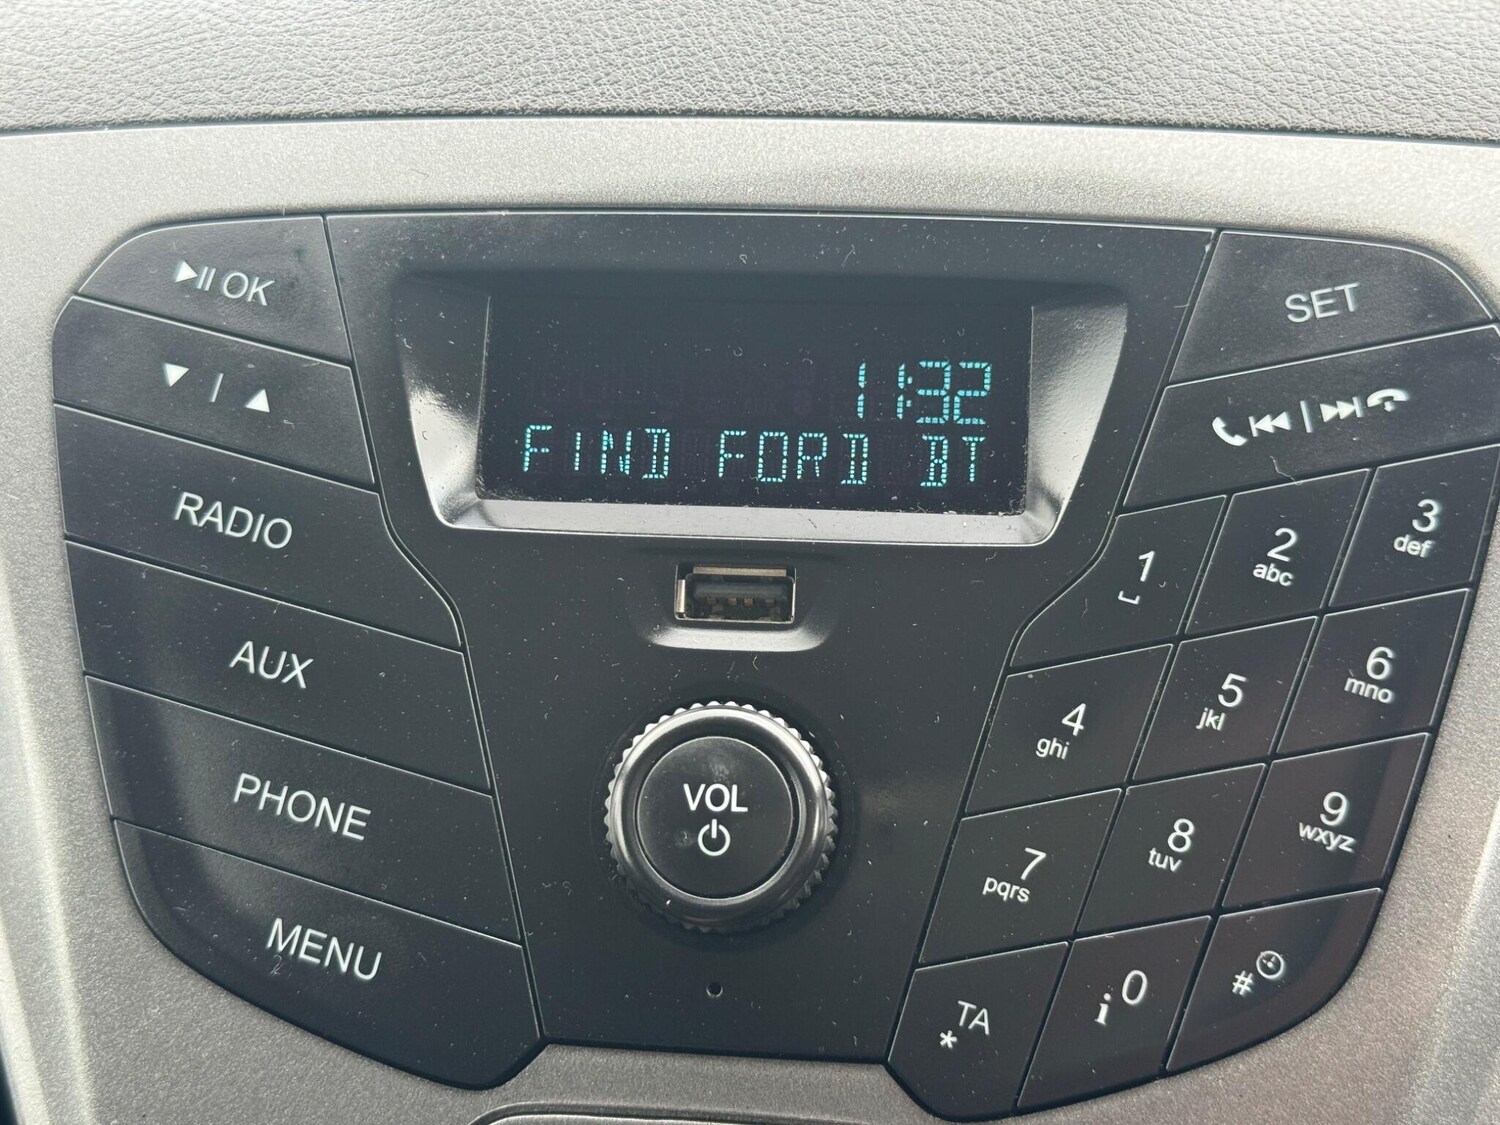 OK
SET
11:32
FIND FORD BT
RADIO
AUX
PHONE
MENU
VOL
1
2
abc
3
def
4
ghi
5
jkl
6
mno
7
pqrs
8
tuv
9
wxyz
TA
*
i 0
#